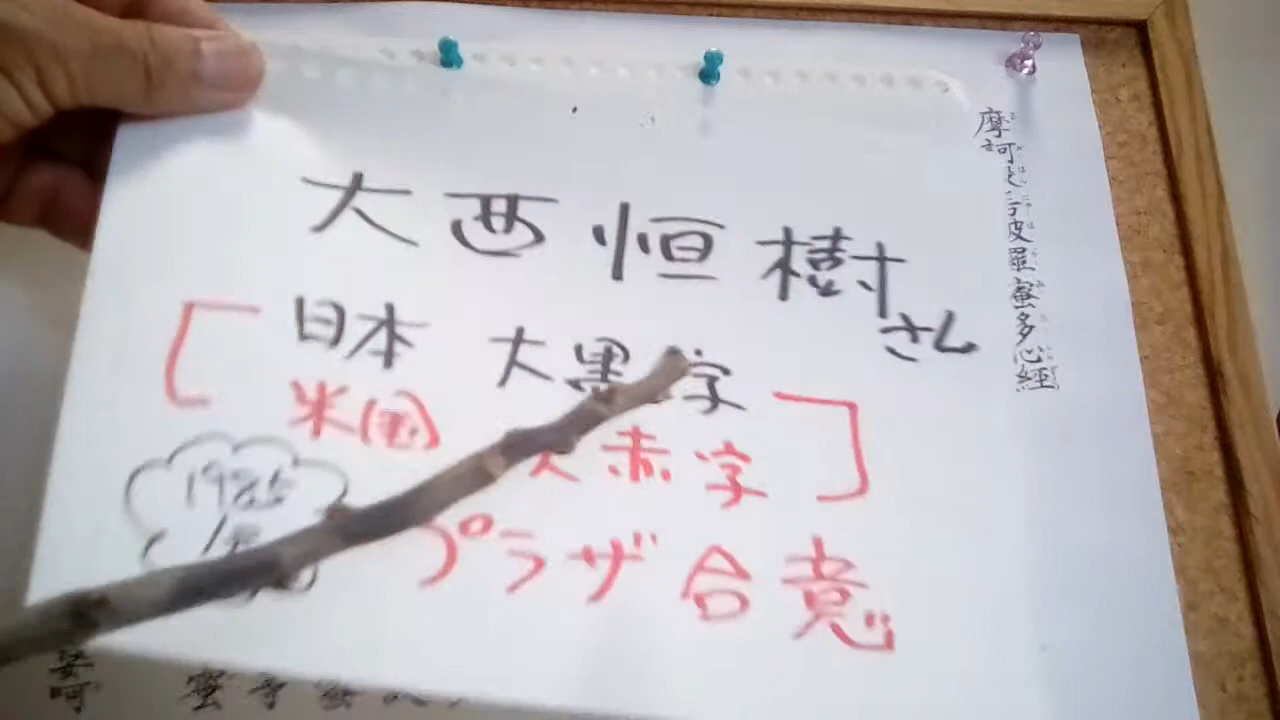 大西恒樹
さん
日本 大黒字
米国 大赤字
1985
年
プラザ合意
摩訶般若波羅蜜多心経